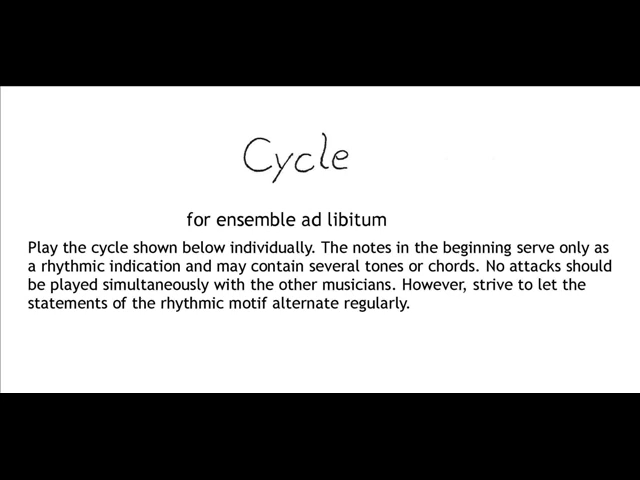 Cycle
for ensemble ad libitum
Play the cycle shown below individually. The notes in the beginning serve only as
a rhythmic indication and may contain several tones or chords. No attacks should
be played simultaneously with the other musicians. However, strive to let the
statements of the rhythmic motif alternate regularly.